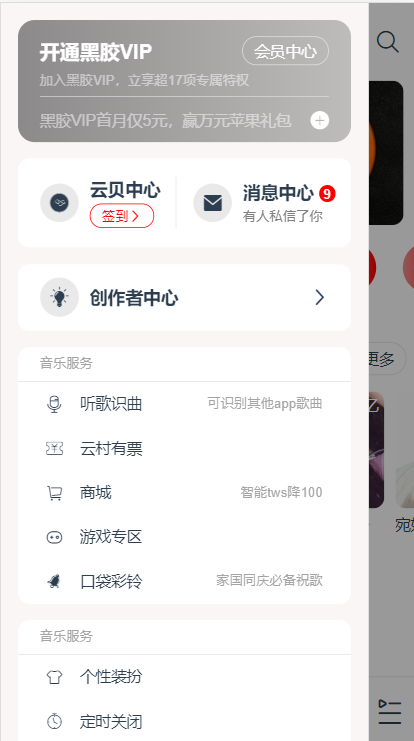 开通黑胶VIP
会员中心
加入黑胶VIP，立享超17项专属特权
黑胶VIP首月仅5元，赢万元苹果礼包
云贝中心
签到
消息中心 9
有人私信了你
创作者中心
更多
音乐服务
听歌识曲 可识别其他app歌曲
亿
云村有票
商城 智能tws降100
宛如
游戏专区
口袋彩铃 家国同庆必备祝歌
音乐服务
个性装扮
定时关闭